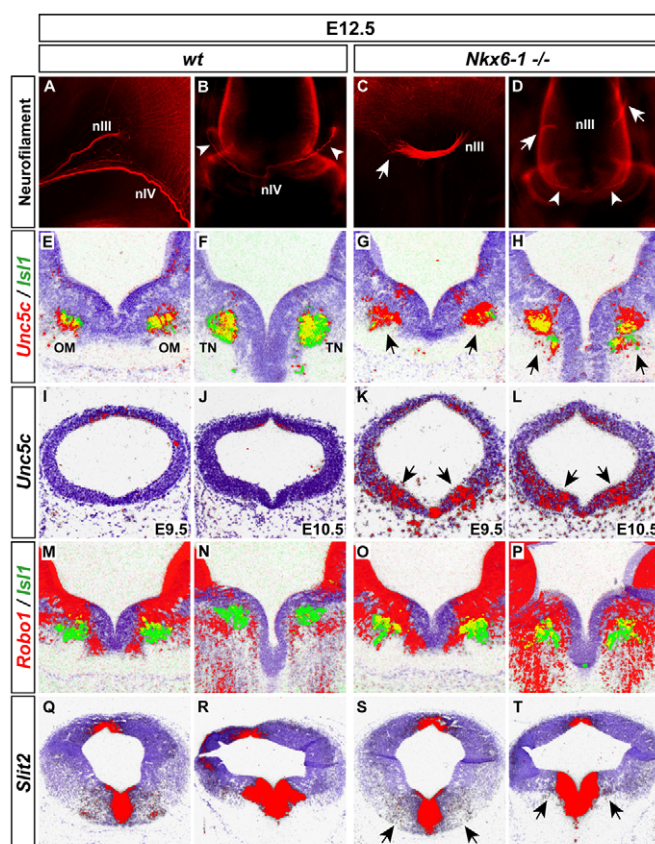 E12.5
wt
Nkx6-1 -/-
Neurofilament
A
nIII
nIV
B
nIV
C
nIII
D
nIII
Unc5c / Isl1
E
OM
OM
F
TN
TN
G
H
Unc5c
I
E9.5
J
E10.5
K
E9.5
L
E10.5
Robo1 / Isl1
M
N
O
P
Slit2
Q
R
S
T